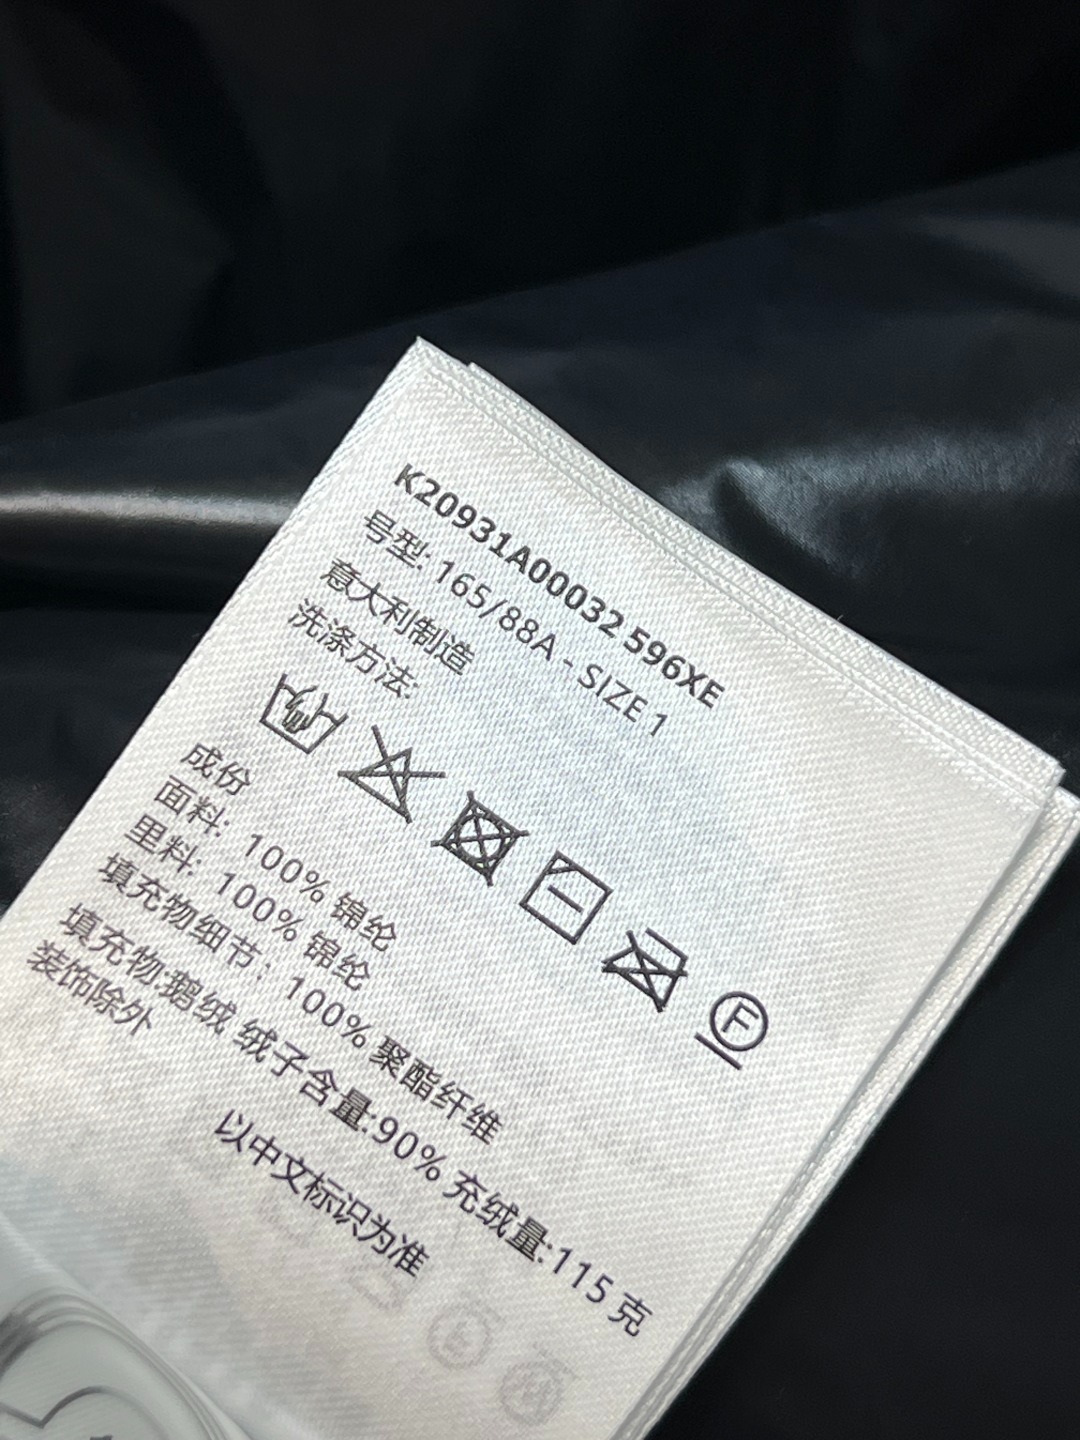 K20931A00032 596XE
号型: 165/88A - SIZE 1
意大利制造
洗涤方法:
F
成份
面料: 100% 锦纶
里料: 100% 锦纶
填充物细节: 100% 聚酯纤维
填充物:鹅绒 绒子含量:90% 充绒量:115 克
装饰除外
以中文标识为准